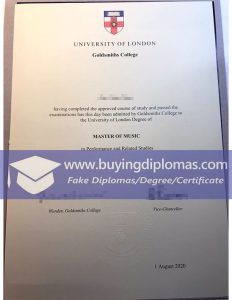 UNIVERSITY OF LONDON
Goldsmiths College
having completed the approved course of study and passed the
examinations has this day been admitted by Goldsmiths College to
the University of London Degree of
MASTER OF MUSIC
in Performance and Related Studies
www.buyingdiplomas.com
Fake Diplomas/Degree/Certificate
Warden, Goldsmiths College
Vice-Chancellor
1 August 2020